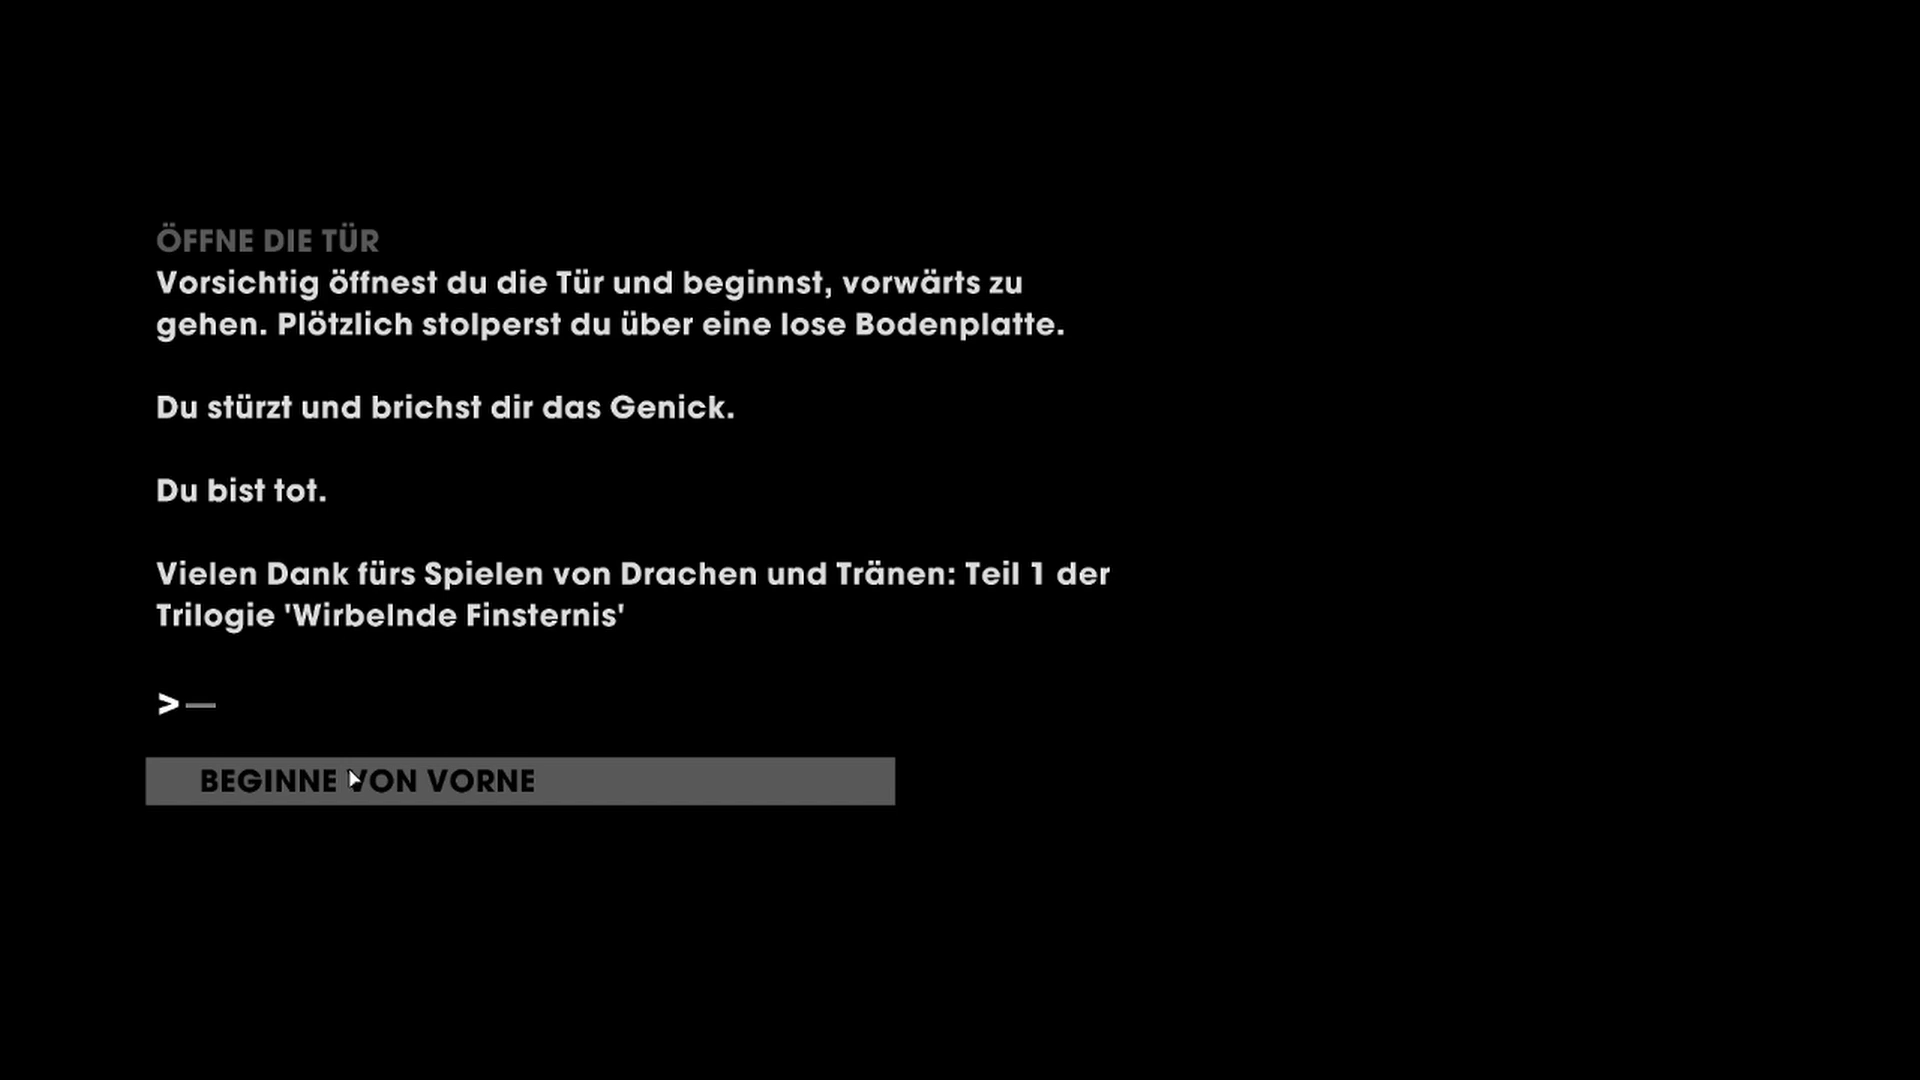 ÖFFNE DIE TÜR
Vorsichtig öffnest du die Tür und beginnst, vorwärts zu
gehen. Plötzlich stolperst du über eine lose Bodenplatte.
Du stürzt und brichst dir das Genick.
Du bist tot.
Vielen Dank fürs Spielen von Drachen und Tränen: Teil 1 der
Trilogie 'Wirbelnde Finsternis'
>—
BEGINNE VON VORNE